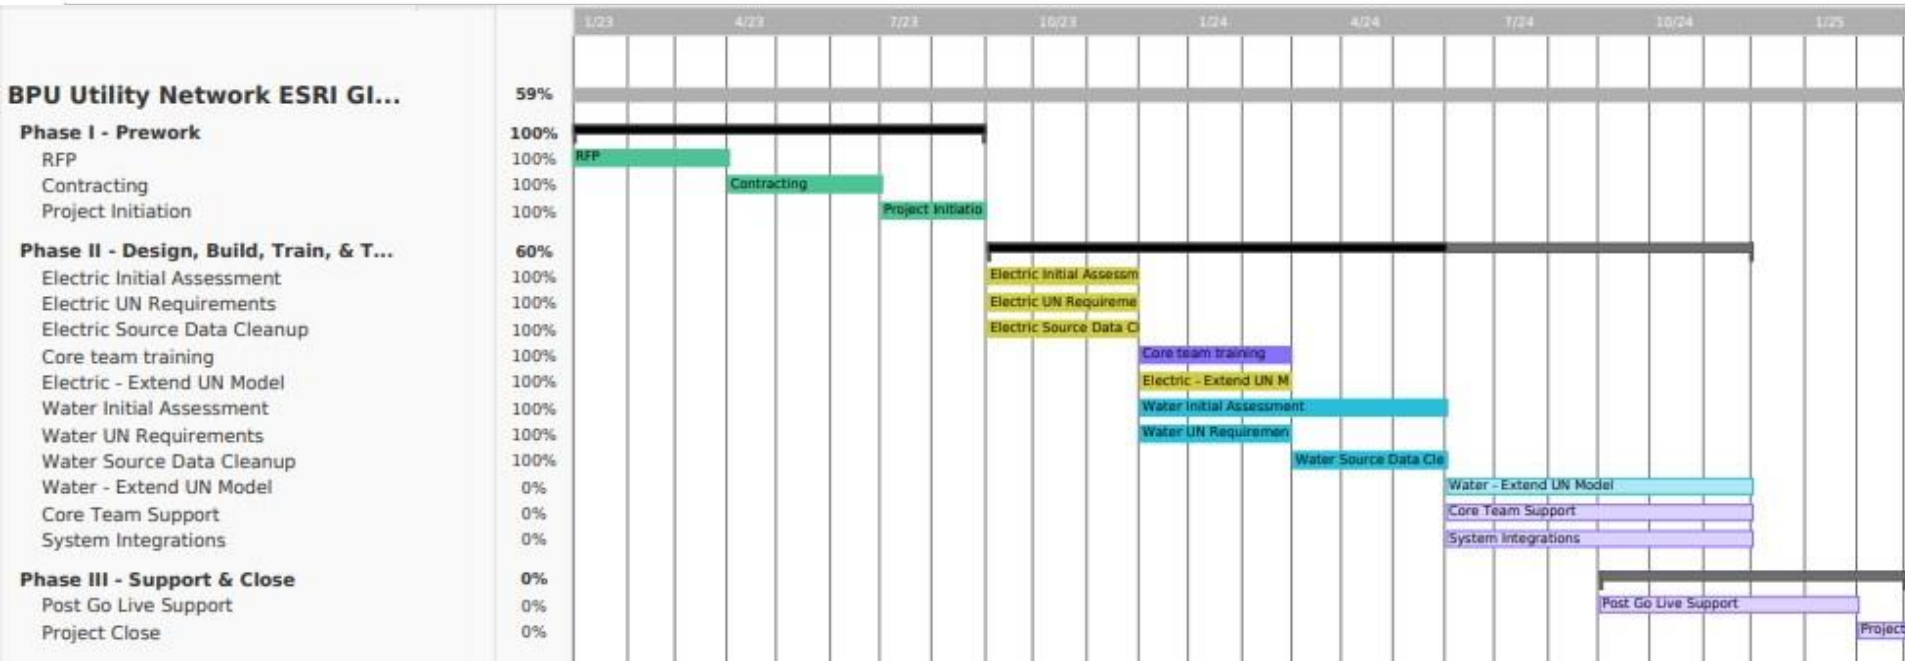 1/23 4/23 7/23 10/23 1/24 4/24 7/24 10/24 1/25
BPU Utility Network ESRI GI... 59%
Phase I - Prework 100%
RFP 100% RFP
Contracting 100% Contracting
Project Initiation 100% Project Initiatio
Phase II - Design, Build, Train, & T... 60%
Electric Initial Assessment 100% Electric Initial Assessm
Electric UN Requirements 100% Electric UN Requireme
Electric Source Data Cleanup 100% Electric Source Data Cl
Core team training 100% Core team training
Electric - Extend UN Model 100% Electric - Extend UN M
Water Initial Assessment 100% Water Initial Assessment
Water UN Requirements 100% Water UN Requiremen
Water Source Data Cleanup 100% Water Source Data Cle
Water - Extend UN Model 0% Water - Extend UN Model
Core Team Support 0% Core Team Support
System Integrations 0% System Integrations
Phase III - Support & Close 0%
Post Go Live Support 0% Post Go Live Support
Project Close 0% Project